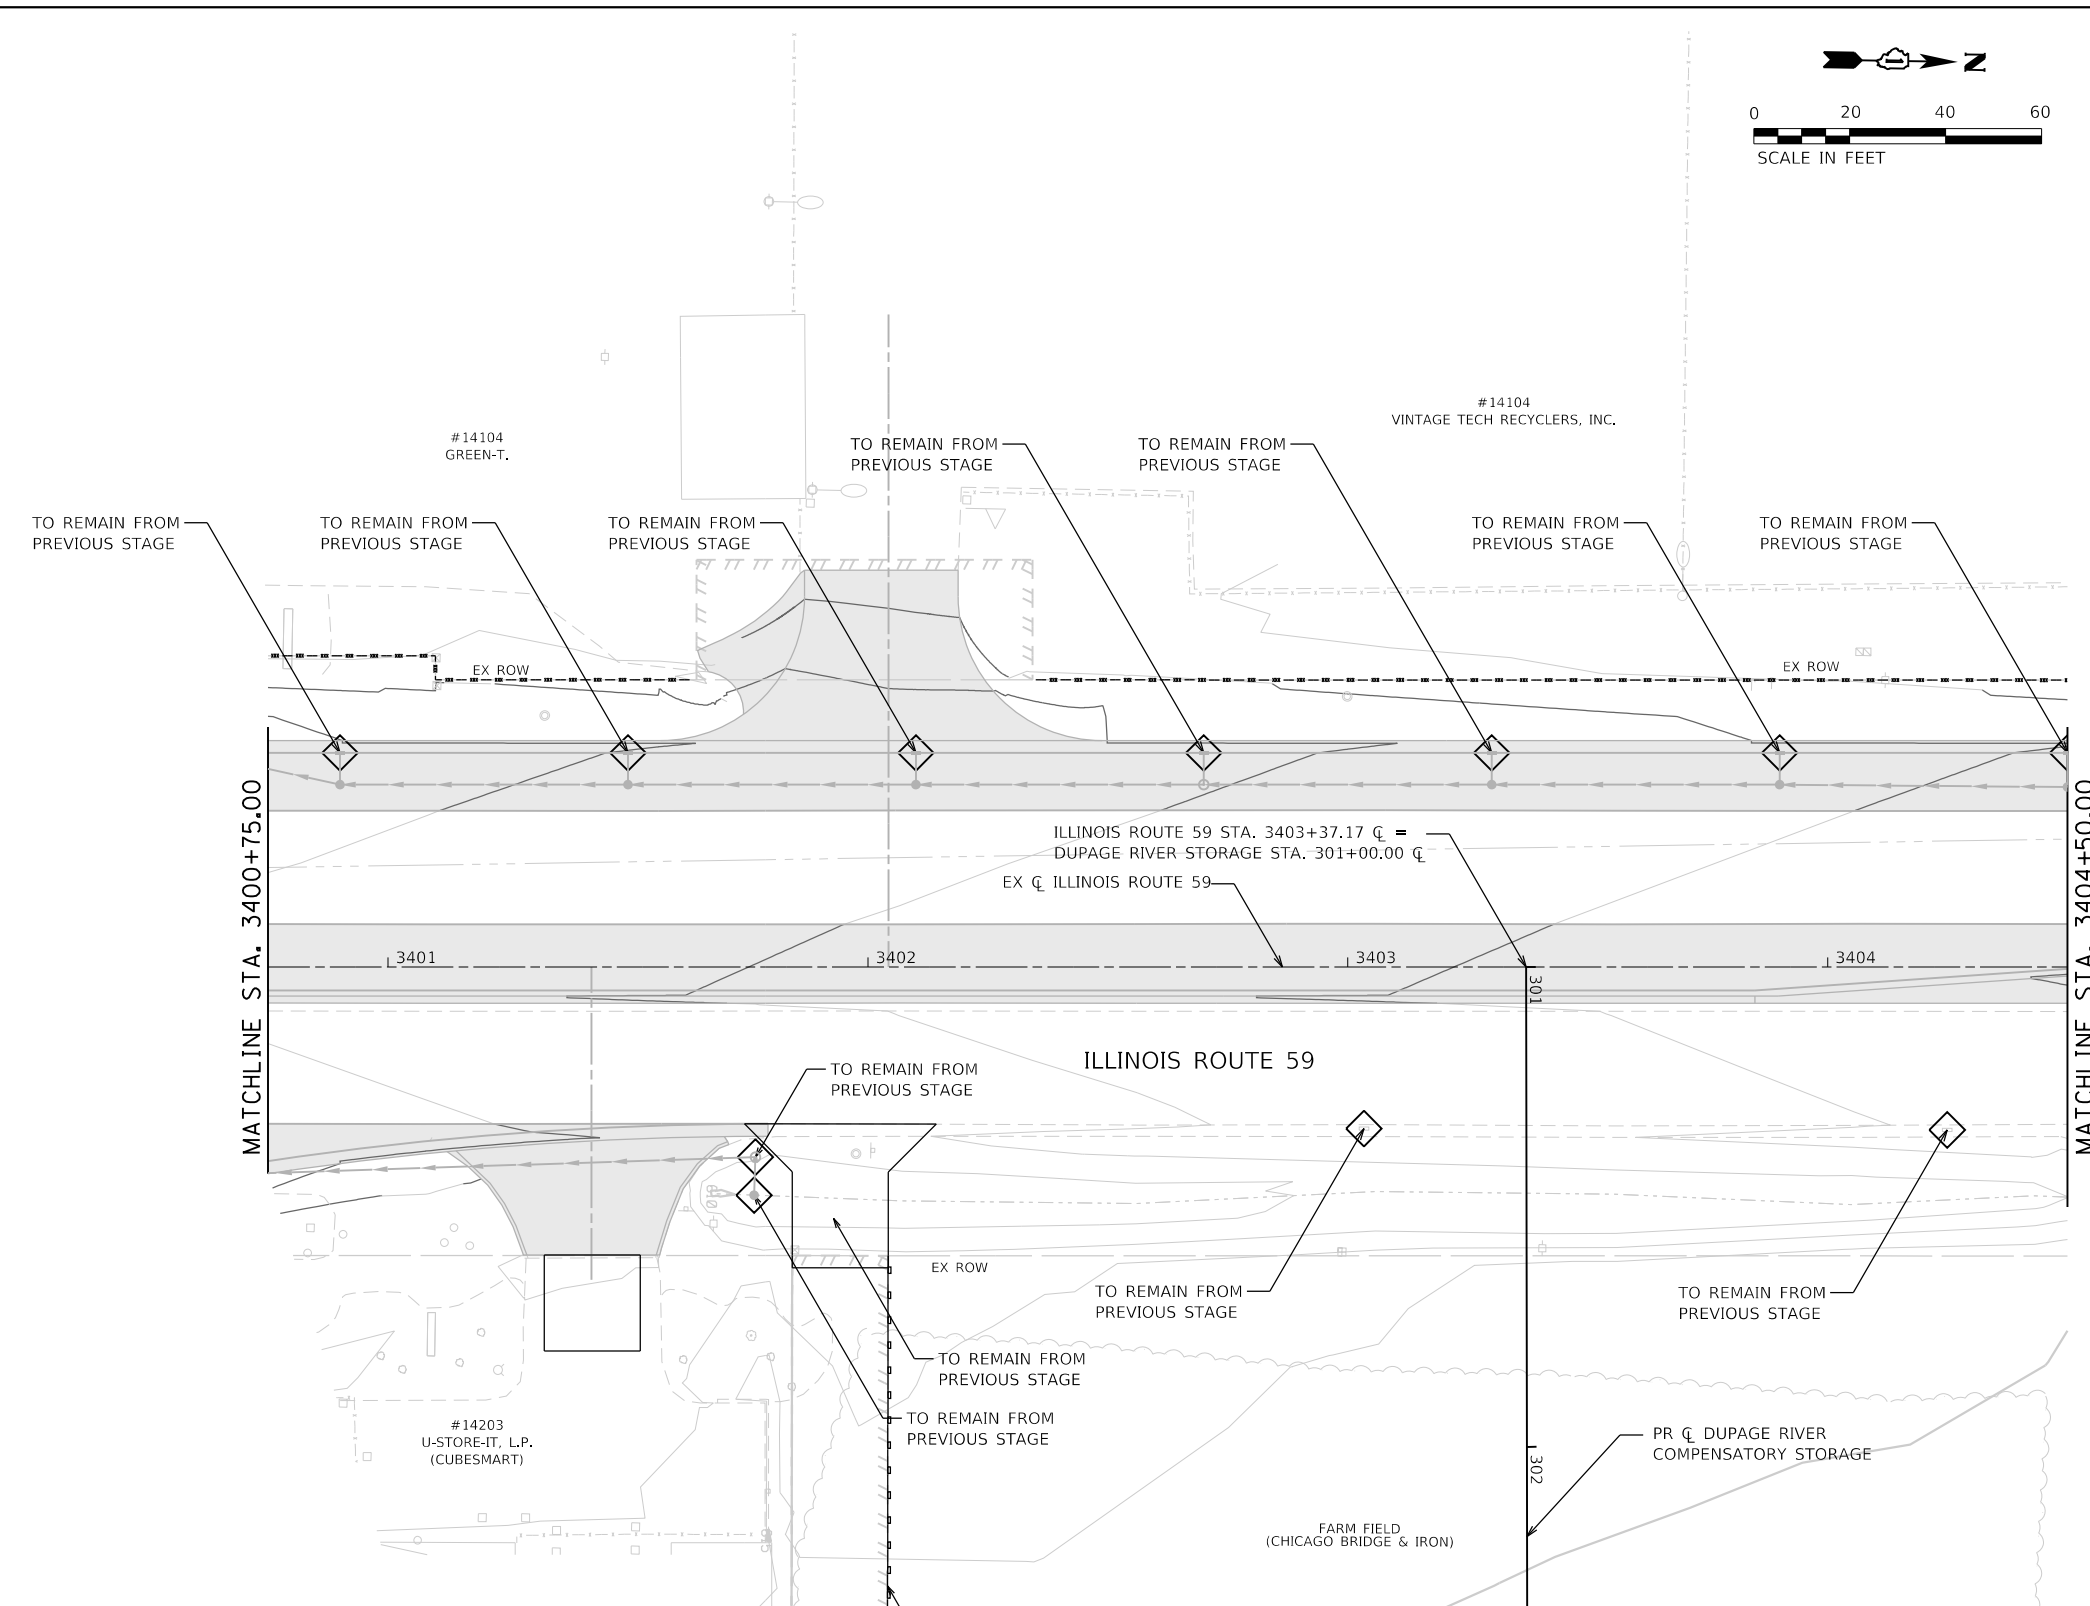 N
0 20 40 60
SCALE IN FEET
#14104
VINTAGE TECH RECYCLERS, INC.
#14104
GREEN-T.
TO REMAIN FROM
PREVIOUS STAGE
TO REMAIN FROM
PREVIOUS STAGE
TO REMAIN FROM
PREVIOUS STAGE
TO REMAIN FROM
PREVIOUS STAGE
TO REMAIN FROM
PREVIOUS STAGE
TO REMAIN FROM
PREVIOUS STAGE
TO REMAIN FROM
PREVIOUS STAGE
EX ROW
EX ROW
MATCHLINE STA. 3400+75.00
MATCHLINE STA. 3404+50.00
ILLINOIS ROUTE 59 STA. 3403+37.17 ℄ =
DUPAGE RIVER STORAGE STA. 301+00.00 ℄
EX ℄ ILLINOIS ROUTE 59
3401
3402
3403
3404
301
ILLINOIS ROUTE 59
TO REMAIN FROM
PREVIOUS STAGE
EX ROW
TO REMAIN FROM
PREVIOUS STAGE
TO REMAIN FROM
PREVIOUS STAGE
TO REMAIN FROM
PREVIOUS STAGE
TO REMAIN FROM
PREVIOUS STAGE
#14203
U-STORE-IT, L.P.
(CUBESMART)
PR ℄ DUPAGE RIVER
COMPENSATORY STORAGE
302
FARM FIELD
(CHICAGO BRIDGE & IRON)